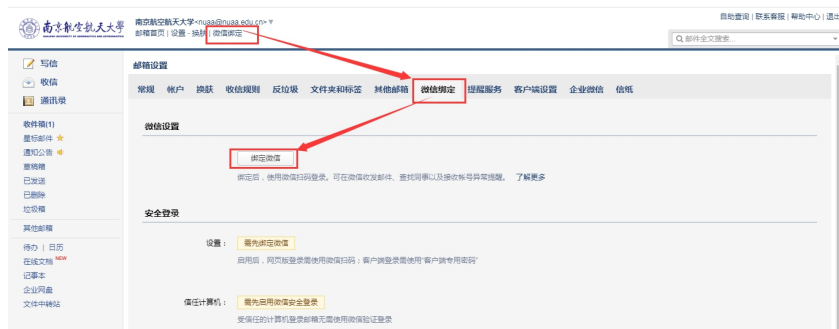 南京航空航天大学
南京航空航天大学<nuaa@nuaa.edu.cn>
邮箱首页 | 设置 - 换肤 | 微信绑定
自助查询 | 联系客服 | 帮助中心 | 退出
邮件全文搜索...
写信
收信
通讯录
收件箱(1)
星标邮件
通知公告
草稿箱
已发送
已删除
垃圾箱
其他邮箱
待办 | 日历
在线文档 NEW
记事本
企业网盘
文件中转站
邮箱设置
常规 帐户 换肤 收信规则 反垃圾 文件夹和标签 其他邮箱 微信绑定 提醒服务 客户端设置 企业微信 信纸
微信设置
绑定微信
绑定后，使用微信扫码登录。可在微信收发邮件、查找同事以及接收帐号异常提醒。 了解更多
安全登录
设置： 需先绑定微信
启用后，网页版登录需使用微信扫码；客户端登录需使用“客户端专用密码”
信任计算机： 需先启用微信安全登录
受信任的计算机登录邮箱无需使用微信验证登录